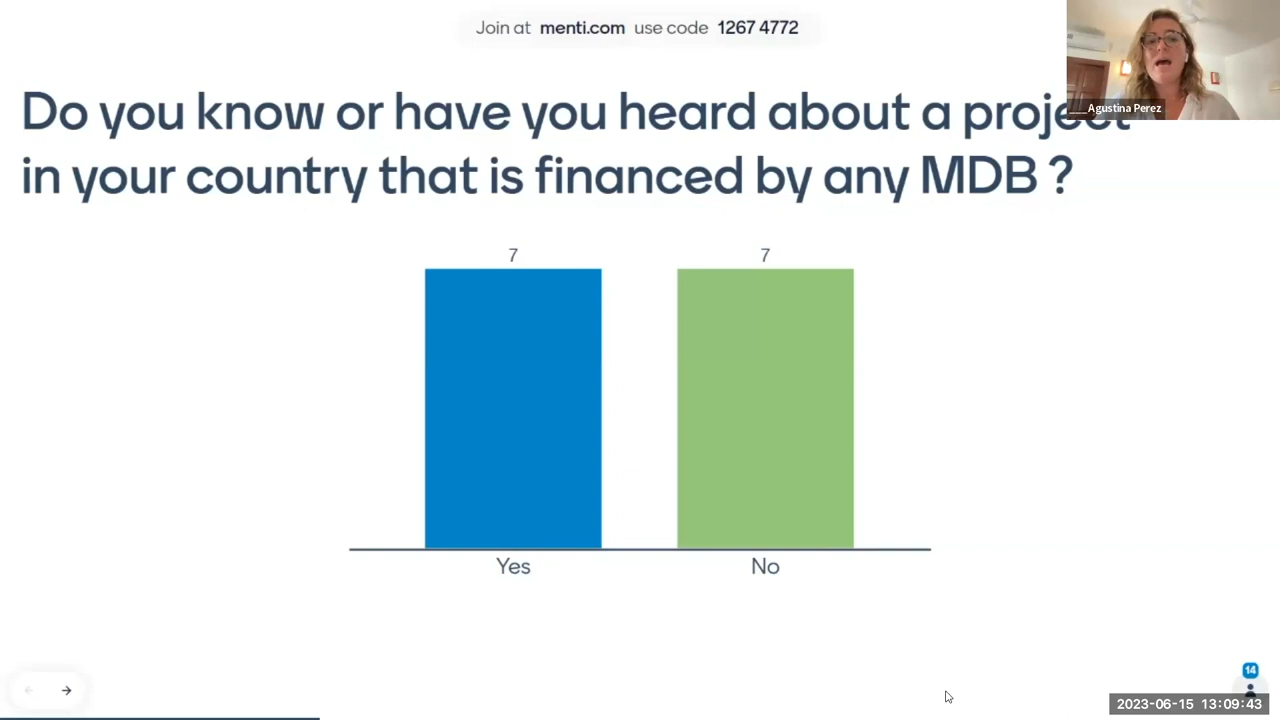 Join at menti.com use code 1267 4772
Do you know or have you heard about a project
in your country that is financed by any MDB ?
___Agustina Perez
7
7
Yes
No
14
2023-06-15 13:09:43